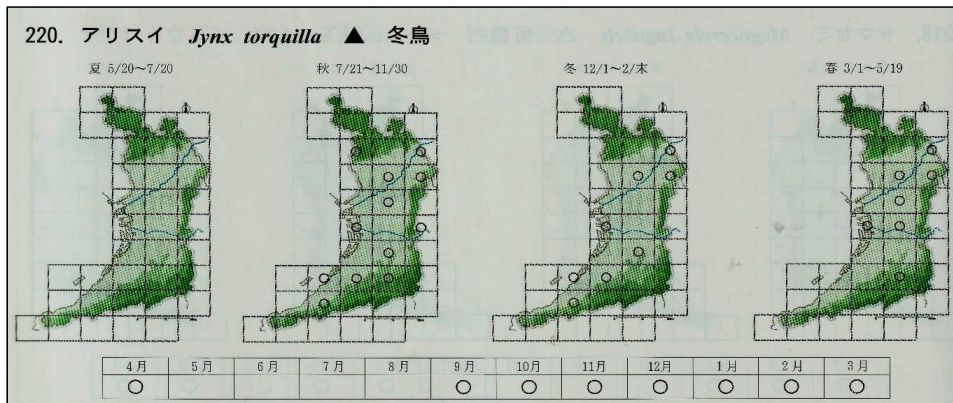 220. アリスイ Jynx torquilla ▲ 冬鳥
夏 5/20〜7/20 秋 7/21〜11/30 冬 12/1〜2/末 春 3/1〜5/19
4月 5月 6月 7月 8月 9月 10月 11月 12月 1月 2月 3月
○ ○ ○ ○ ○ ○ ○ ○